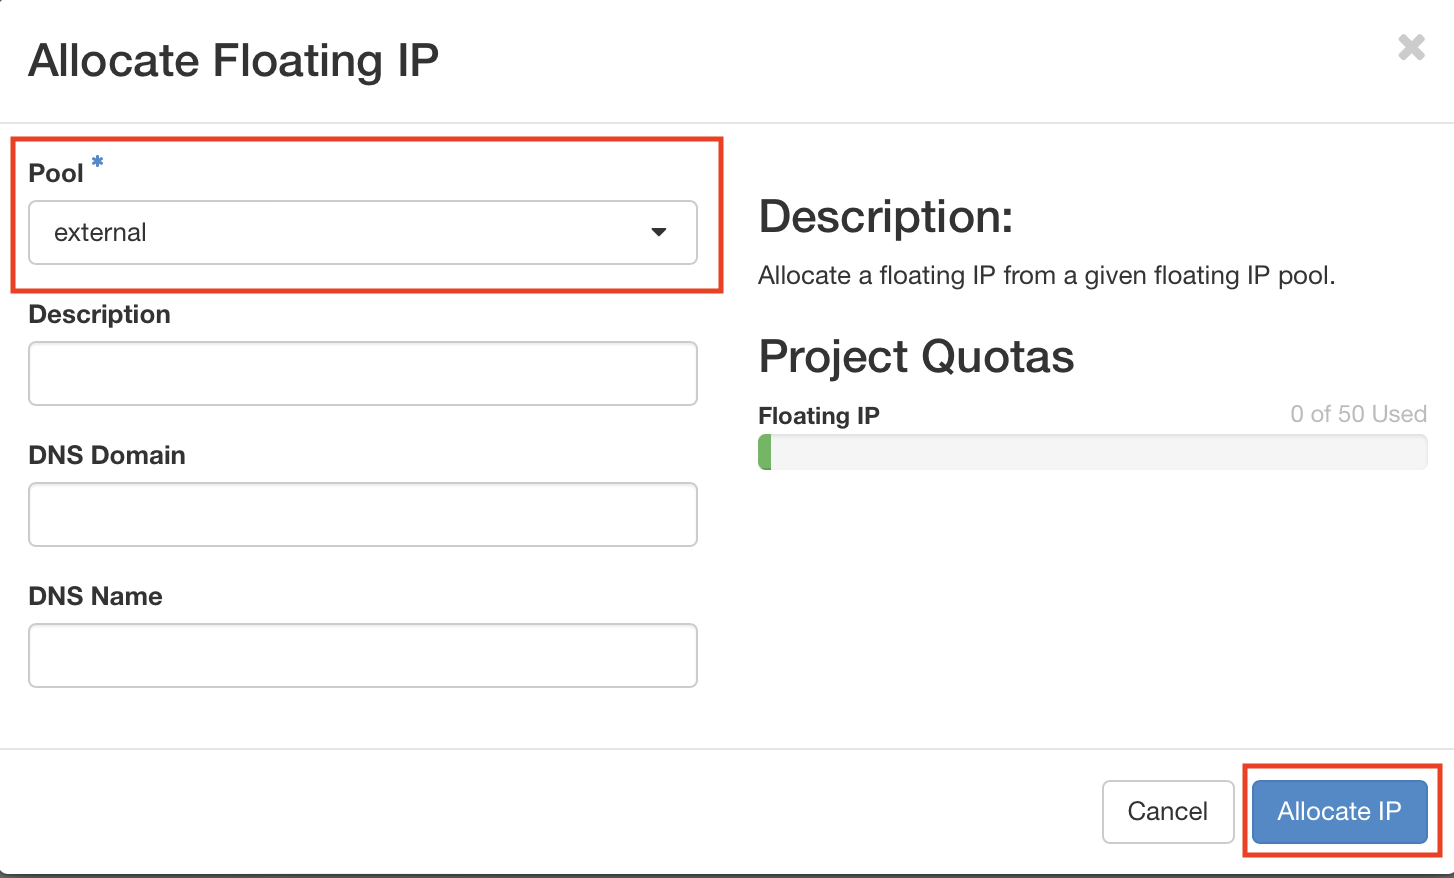 Allocate Floating IP
Pool *
external
Description
DNS Domain
DNS Name
Description:
Allocate a floating IP from a given floating IP pool.
Project Quotas
Floating IP
0 of 50 Used
Cancel
Allocate IP